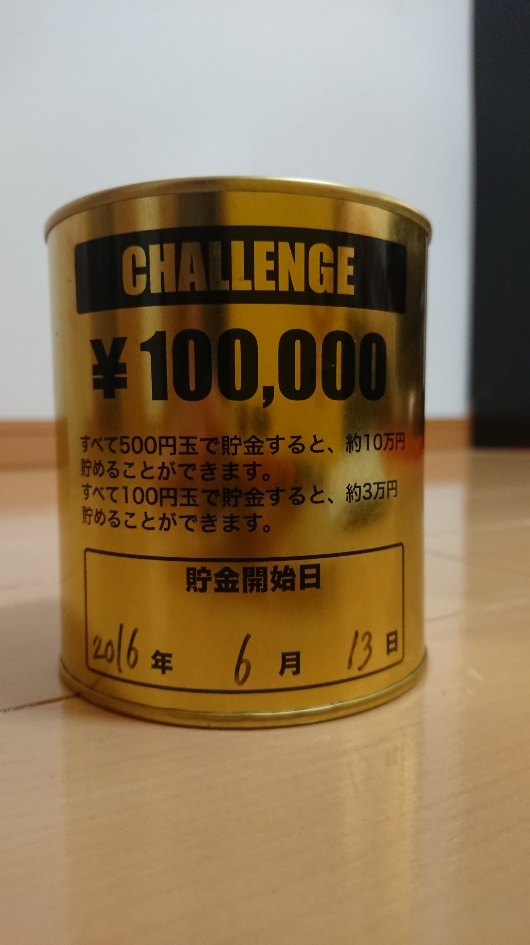 CHALLENGE
¥100,000
すべて500円玉で貯金すると、約10万円
貯めることができます。
すべて100円玉で貯金すると、約3万円
貯めることができます。
貯金開始日
2016年 6月 13日